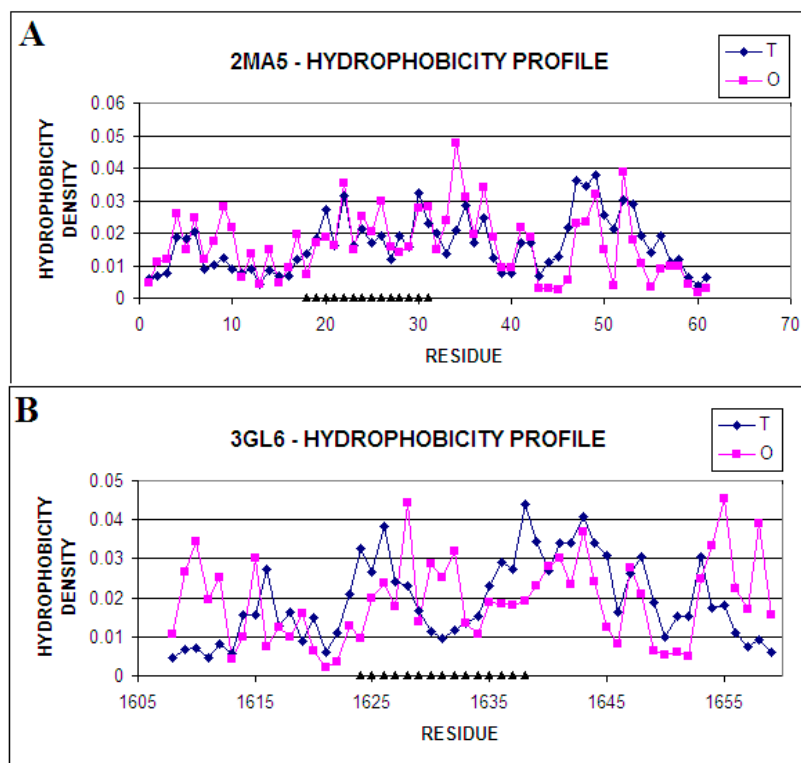 A
2MA5 - HYDROPHOBICITY PROFILE
T
O
HYDROPHOBICITY
DENSITY
0.06
0.05
0.04
0.03
0.02
0.01
0
0 10 20 30 40 50 60 70
RESIDUE
B
3GL6 - HYDROPHOBICITY PROFILE
T
O
HYDROPHOBICITY
DENSITY
0.05
0.04
0.03
0.02
0.01
0
1605 1615 1625 1635 1645 1655
RESIDUE